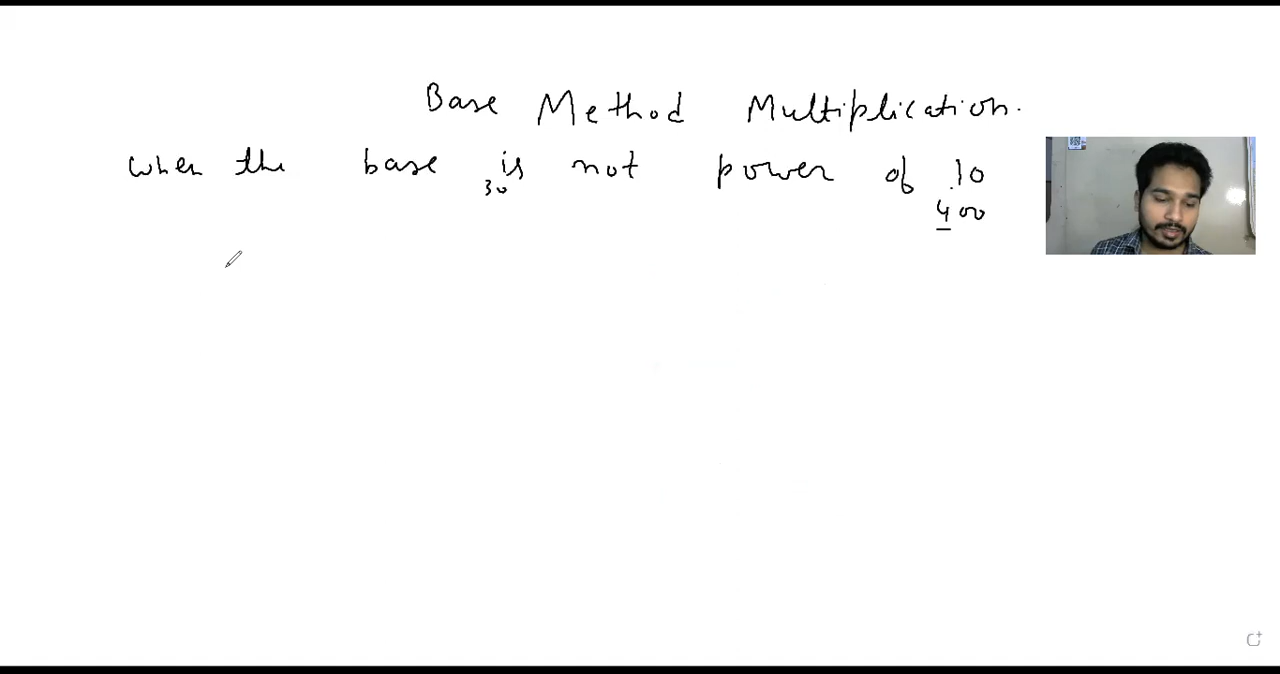 Base Method Multiplication.
when the base is not power of 10
30
400